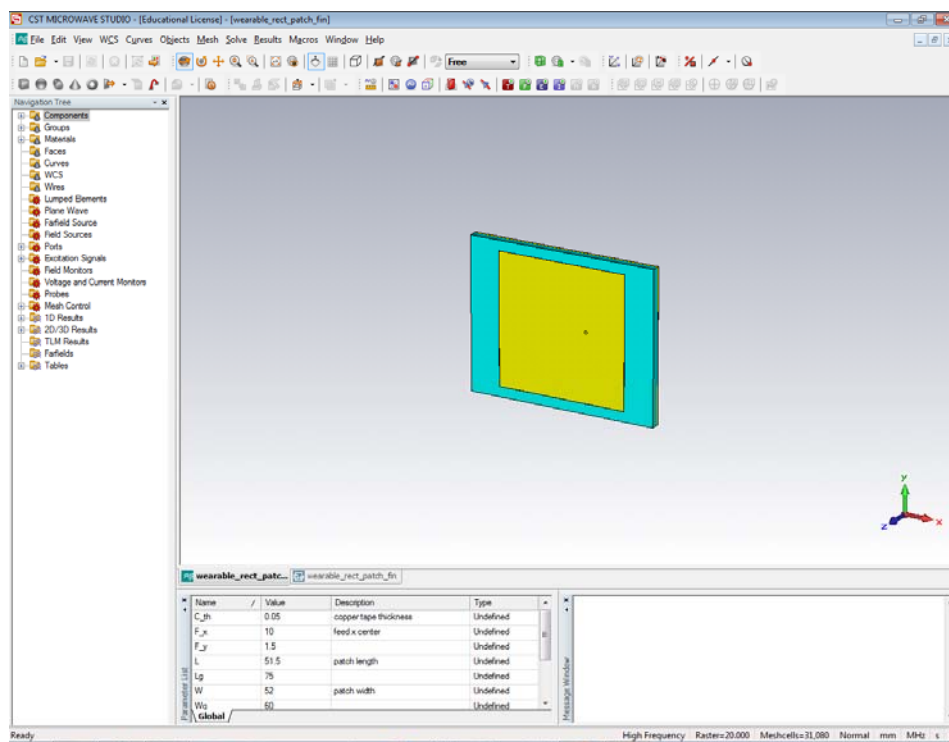 CST MICROWAVE STUDIO - [Educational License] - [wearable_rect_patch_fin]
File Edit View WCS Curves Objects Mesh Solve Results Macros Window Help
Free
Navigation Tree
Components
Groups
Materials
Faces
Curves
WCS
Wires
Lumped Elements
Plane Wave
Farfield Source
Field Sources
Ports
Excitation Signals
Field Monitors
Voltage and Current Monitors
Probes
Mesh Control
1D Results
2D/3D Results
TLM Results
Farfields
Tables
y
x
z
wearable_rect_patc... wearable_rect_patch_fin
Name / Value Description Type
C_th 0.05 copper tape thickness Undefined
F_x 10 feed x center Undefined
F_y 1.5 Undefined
L 51.5 patch length Undefined
Lg 75 Undefined
W 52 patch width Undefined
Wg 60 Undefined
Global
Parameter List
Message Window
Ready High Frequency Raster=20.000 Meshcells=31,080 Normal mm MHz s